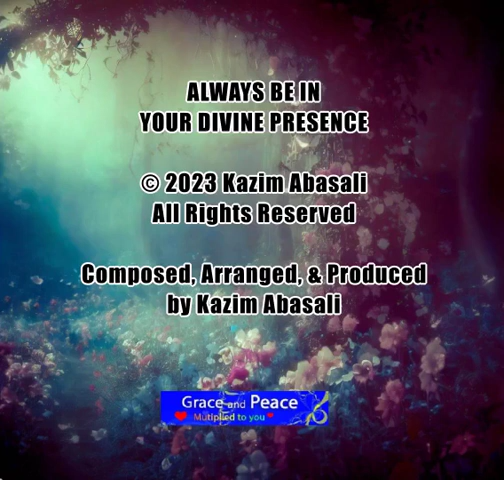 ALWAYS BE IN
YOUR DIVINE PRESENCE
© 2023 Kazim Abasali
All Rights Reserved
Composed, Arranged, & Produced
by Kazim Abasali
Grace and Peace
Multiplied to you